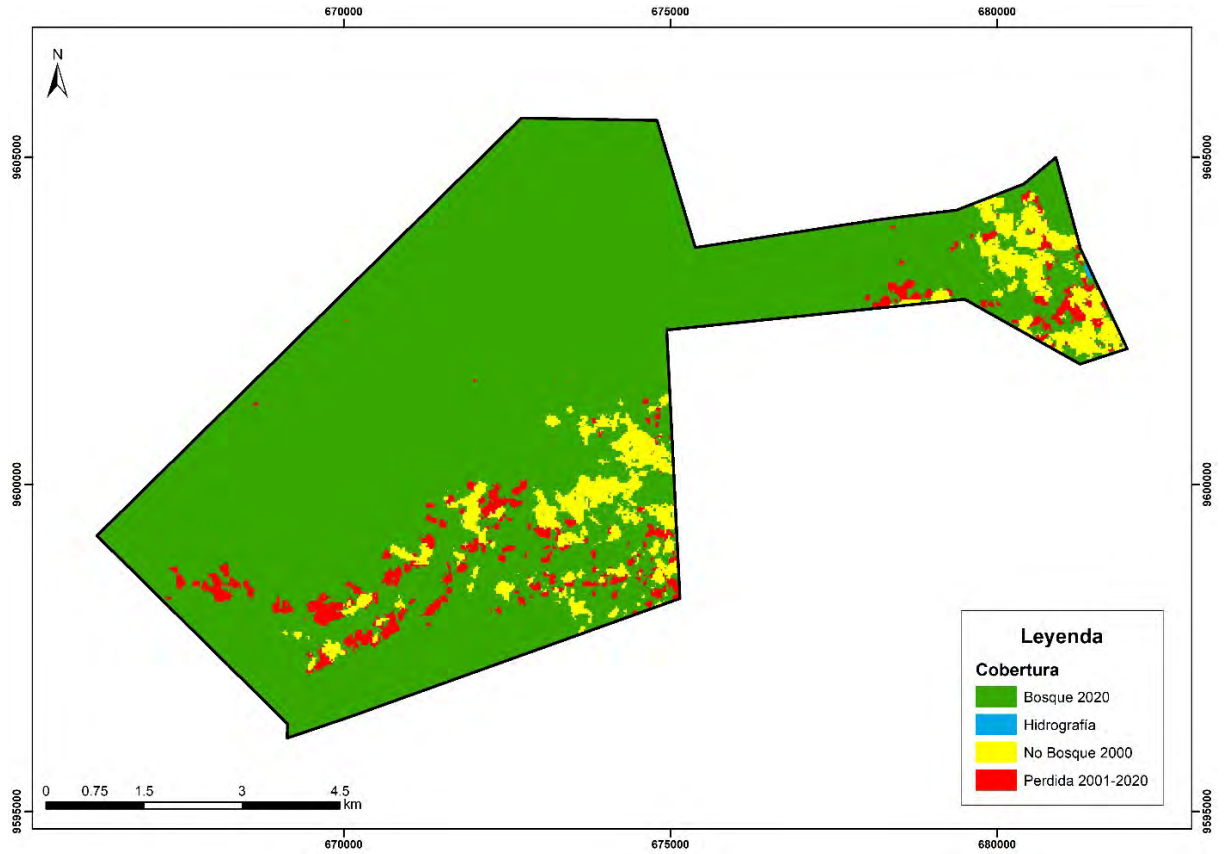 670000 675000 680000
N
9605000 9605000
9600000 9600000
Leyenda
Cobertura
Bosque 2020
Hidrografía
No Bosque 2000
Perdida 2001-2020
0 0.75 1.5 3 4.5
km
9595000 9595000
670000 675000 680000